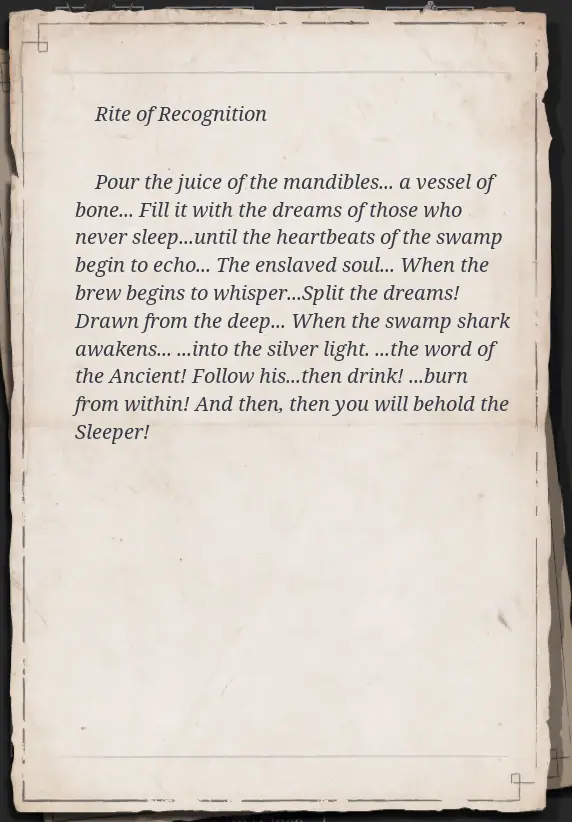 Rite of Recognition
Pour the juice of the mandibles... a vessel of
bone... Fill it with the dreams of those who
never sleep...until the heartbeats of the swamp
begin to echo... The enslaved soul... When the
brew begins to whisper...Split the dreams!
Drawn from the deep... When the swamp shark
awakens... ...into the silver light. ...the word of
the Ancient! Follow his...then drink! ...burn
from within! And then, then you will behold the
Sleeper!